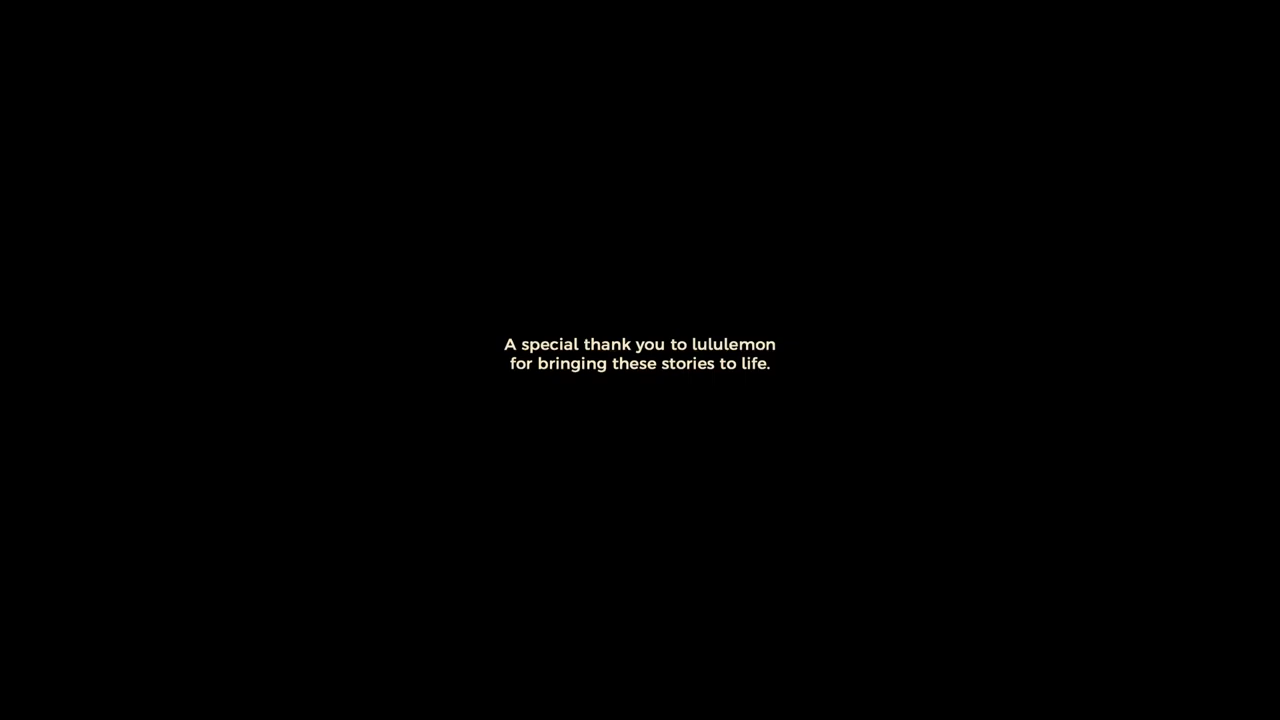 A special thank you to lululemon
for bringing these stories to life.